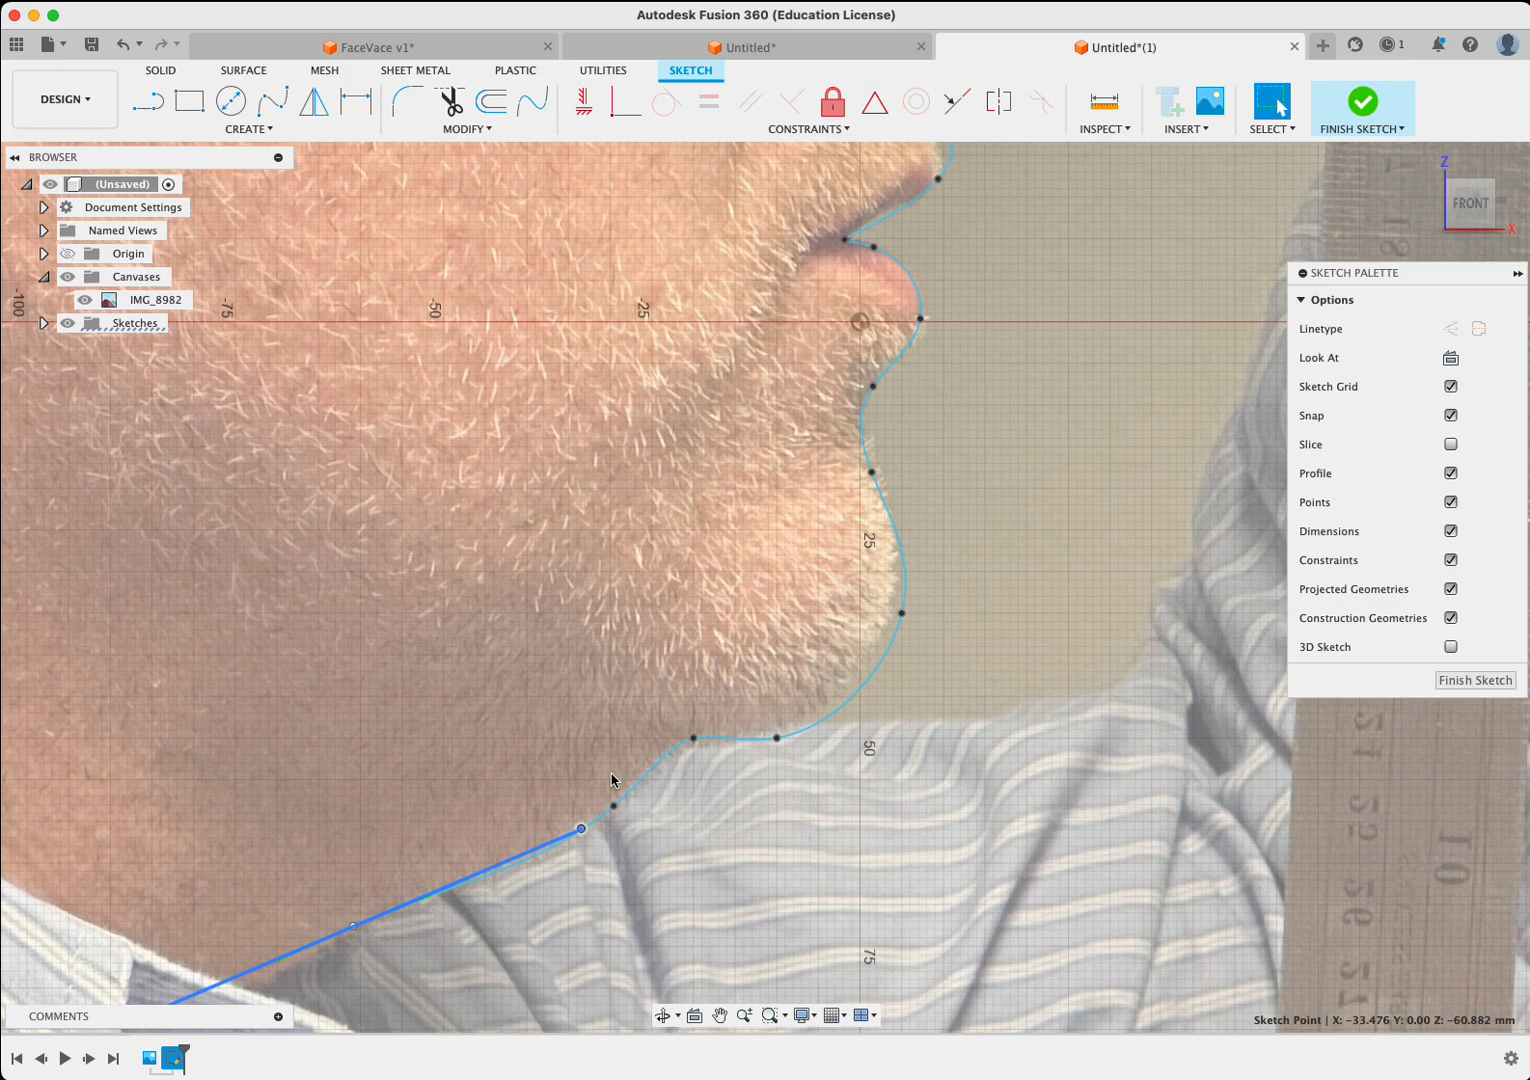 Autodesk Fusion 360 (Education License)
FaceVace v1*
Untitled*
Untitled*(1)
1
DESIGN
SOLID
SURFACE
MESH
SHEET METAL
PLASTIC
UTILITIES
SKETCH
CREATE
MODIFY
CONSTRAINTS
INSPECT
INSERT
SELECT
FINISH SKETCH
BROWSER
(Unsaved)
Document Settings
Named Views
Origin
Canvases
IMG_8982
Sketches
-100
-75
-50
-25
25
50
75
Z
FRONT
X
SKETCH PALETTE
Options
Linetype
Look At
Sketch Grid
Snap
Slice
Profile
Points
Dimensions
Constraints
Projected Geometries
Construction Geometries
3D Sketch
Finish Sketch
10
COMMENTS
Sketch Point | X: -33.476 Y: 0.00 Z: -60.882 mm